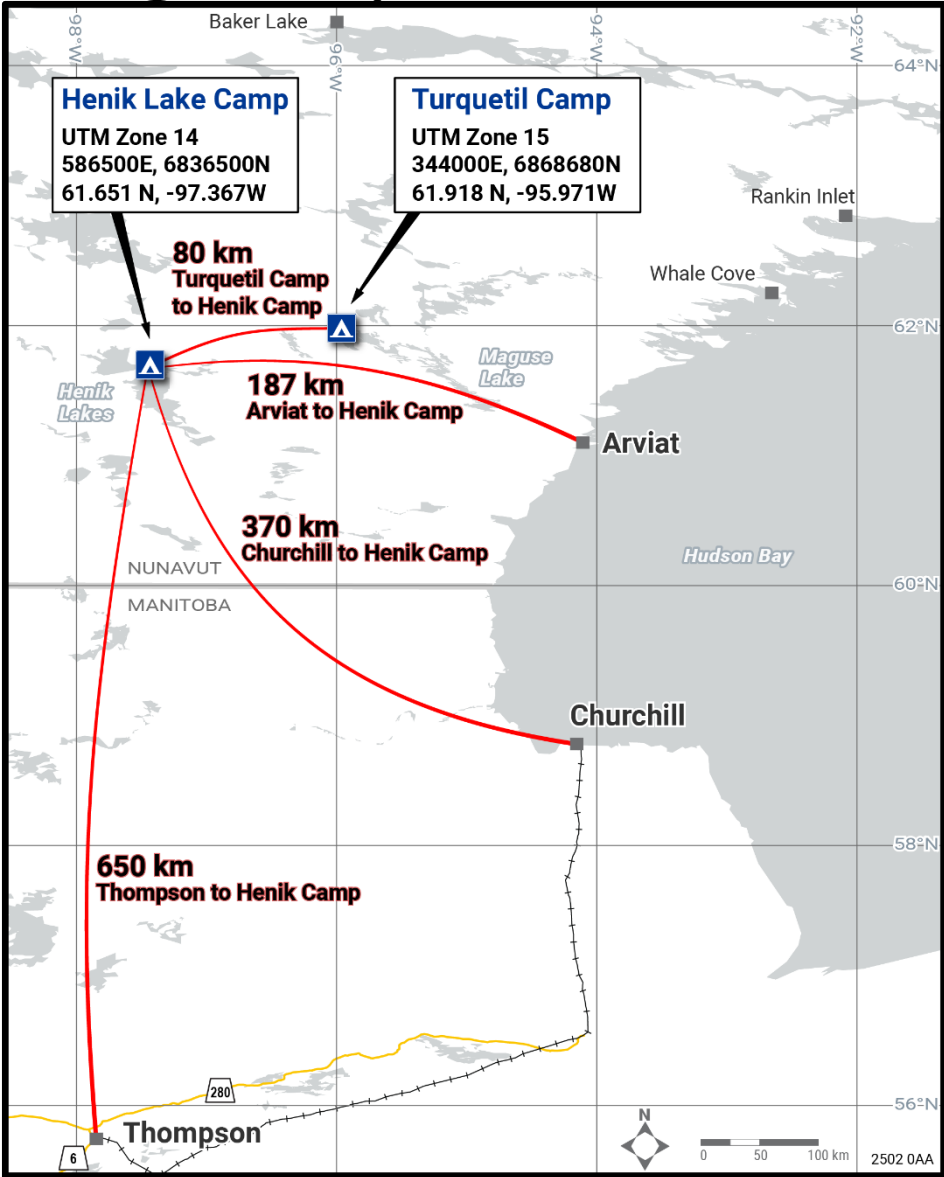 Baker Lake
98°W
96°W
94°W
92°W
64°N
Henik Lake Camp
UTM Zone 14
586500E, 6836500N
61.651 N, -97.367W
Turquetil Camp
UTM Zone 15
344000E, 6868680N
61.918 N, -95.971W
Rankin Inlet
Whale Cove
80 km
Turquetil Camp
to Henik Camp
62°N
Maguse
Lake
187 km
Arviat to Henik Camp
Henik
Lakes
Arviat
370 km
Churchill to Henik Camp
Hudson Bay
NUNAVUT
60°N
MANITOBA
Churchill
58°N
650 km
Thompson to Henik Camp
280
56°N
Thompson
6
N
0 50 100 km
2502 0AA